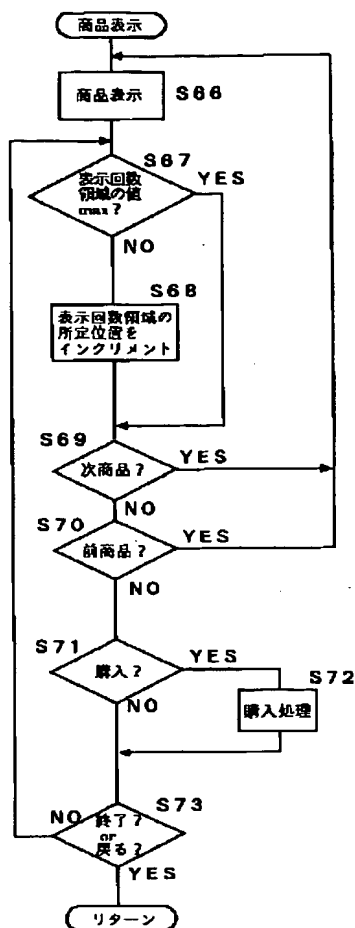 商品表示
商品表示 S66
S67
表示回数
領域の値
max？
YES
NO
S68
表示回数領域の
所定位置を
インクリメント
S69
次商品？
YES
NO
S70
前商品？
YES
NO
S71
購入？
YES
NO
S72
購入処理
S73
NO
終了？
or
戻る？
YES
リターン